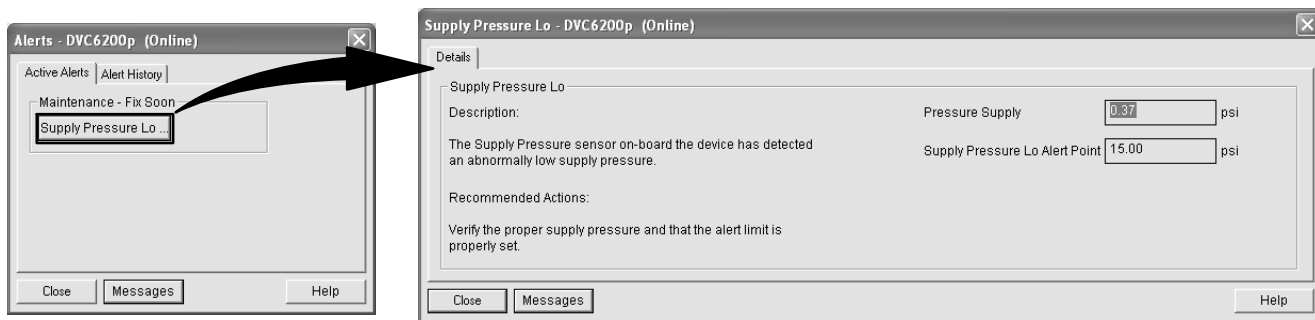 Alerts - DVC6200p (Online)
Active Alerts
Alert History
Maintenance - Fix Soon
Supply Pressure Lo ...
Close
Messages
Help
Supply Pressure Lo - DVC6200p (Online)
Details
Supply Pressure Lo
Description:
The Supply Pressure sensor on-board the device has detected
an abnormally low supply pressure.
Recommended Actions:
Verify the proper supply pressure and that the alert limit is
properly set.
Pressure Supply 0.37 psi
Supply Pressure Lo Alert Point 15.00 psi
Close
Messages
Help